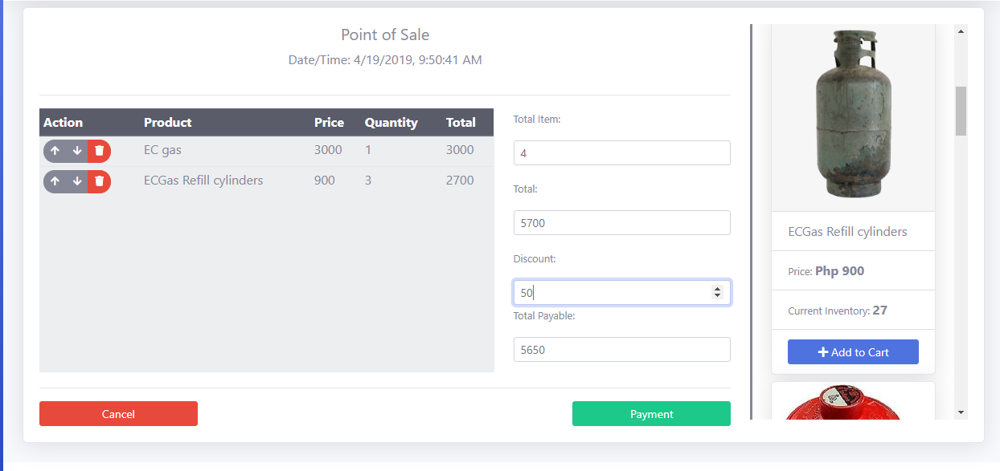 Point of Sale
Date/Time: 4/19/2019, 9:50:41 AM
Action Product Price Quantity Total
EC gas 3000 1 3000
ECGas Refill cylinders 900 3 2700
Total Item:
4
Total:
5700
Discount:
50
Total Payable:
5650
Cancel
Payment
ECGas Refill cylinders
Price: Php 900
Current Inventory: 27
Add to Cart